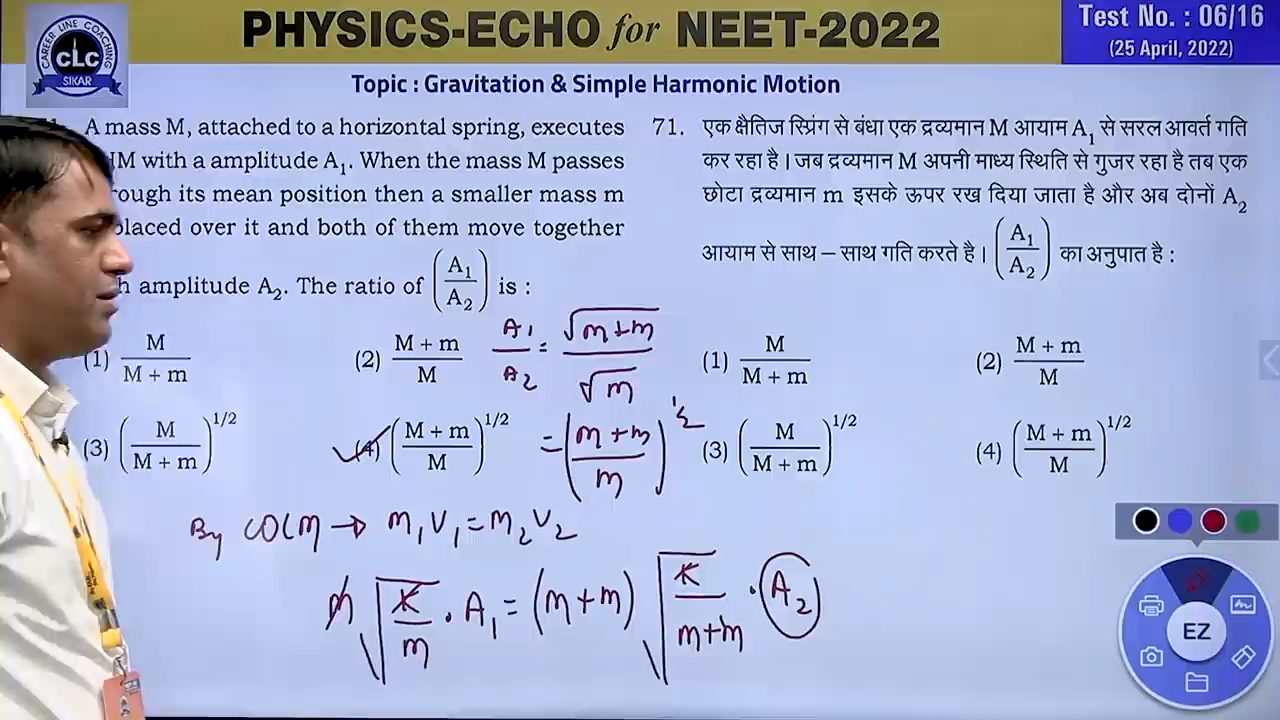 PHYSICS-ECHO for NEET-2022
Test No. : 06/16
(25 April, 2022)
CAREER LINE COACHING
CLC
SIKAR
Topic : Gravitation & Simple Harmonic Motion
A mass M, attached to a horizontal spring, executes
HM with a amplitude A₁. When the mass M passes
rough its mean position then a smaller mass m
placed over it and both of them move together
h amplitude A₂. The ratio of (A₁/A₂) is :
(1) M/(M + m)
(2) (M + m)/M
(3) (M/(M + m))^1/2
(4) ((M + m)/M)^1/2
71. एक क्षैतिज स्प्रिंग से बंधा एक द्रव्यमान M आयाम A₁ से सरल आवर्त गति
कर रहा है। जब द्रव्यमान M अपनी माध्य स्थिति से गुजर रहा है तब एक
छोटा द्रव्यमान m इसके ऊपर रख दिया जाता है और अब दोनों A₂
आयाम से साथ – साथ गति करते है। (A₁/A₂) का अनुपात है :
(1) M/(M + m)
(2) (M + m)/M
(3) (M/(M + m))^1/2
(4) ((M + m)/M)^1/2
A₁/A₂ = √(m+m)/√m
= ((m+m)/m)^½
By COLM → m₁v₁ = m₂v₂
m √(K/m) · A₁ = (m+m) √(K/(m+m)) · A₂
EZ